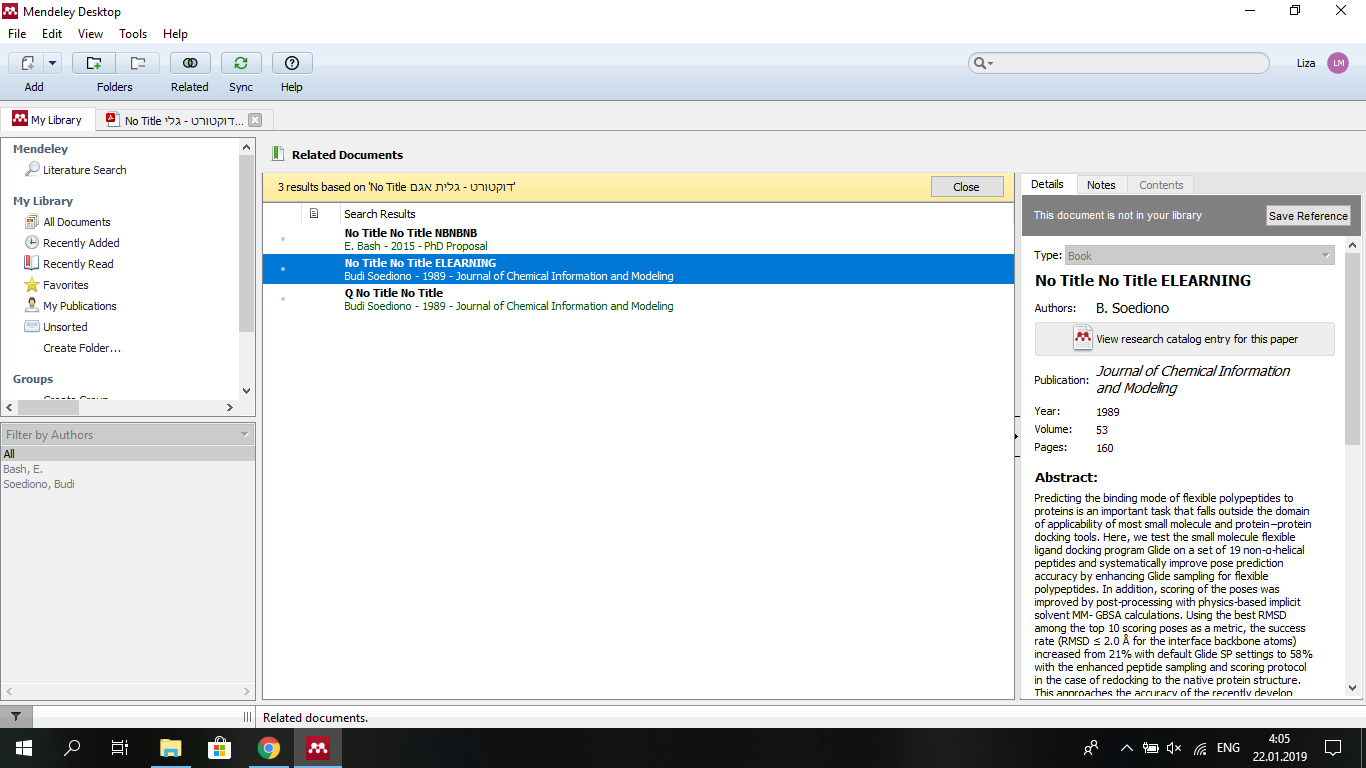 Mendeley Desktop
File Edit View Tools Help
Add Folders Related Sync Help
Liza LM
My Library
No Title דוקטורט - גלי...
Mendeley
Literature Search
My Library
All Documents
Recently Added
Recently Read
Favorites
My Publications
Unsorted
Create Folder...
Groups
Create Group
Filter by Authors
All
Bash, E.
Soediono, Budi
Related Documents
3 results based on 'No Title דוקטורט - גלית אגם'
Close
Search Results
No Title No Title NBNBNB
E. Bash - 2015 - PhD Proposal
No Title No Title ELEARNING
Budi Soediono - 1989 - Journal of Chemical Information and Modeling
Q No Title No Title
Budi Soediono - 1989 - Journal of Chemical Information and Modeling
Details Notes Contents
This document is not in your library
Save Reference
Type: Book
No Title No Title ELEARNING
Authors: B. Soediono
View research catalog entry for this paper
Publication: Journal of Chemical Information
and Modeling
Year: 1989
Volume: 53
Pages: 160
Abstract:
Predicting the binding mode of flexible polypeptides to
proteins is an important task that falls outside the domain
of applicability of most small molecule and protein−protein
docking tools. Here, we test the small molecule flexible
ligand docking program Glide on a set of 19 non-α-helical
peptides and systematically improve pose prediction
accuracy by enhancing Glide sampling for flexible
polypeptides. In addition, scoring of the poses was
improved by post-processing with physics-based implicit
solvent MM- GBSA calculations. Using the best RMSD
among the top 10 scoring poses as a metric, the success
rate (RMSD ≤ 2.0 Å for the interface backbone atoms)
increased from 21% with default Glide SP settings to 58%
with the enhanced peptide sampling and scoring protocol
in the case of redocking to the native protein structure.
This approaches the accuracy of the recently develop
Related documents.
ENG
4:05
22.01.2019